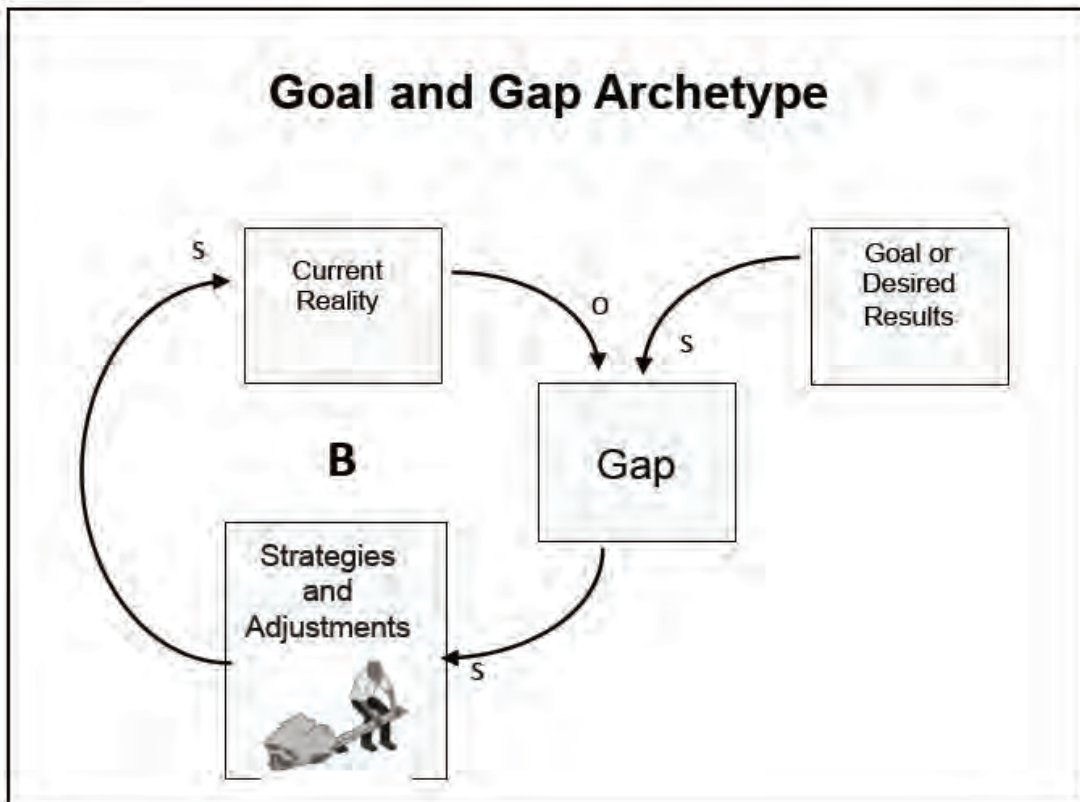 Goal and Gap Archetype
s
Current
Reality
o
s
Goal or
Desired
Results
B
Gap
Strategies
and
Adjustments
s